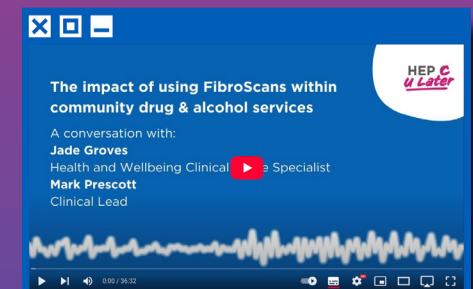 HEP C
U Later
The impact of using FibroScans within
community drug & alcohol services
A conversation with:
Jade Groves
Health and Wellbeing Clinical e Specialist
Mark Prescott
Clinical Lead
0:00 / 36:32